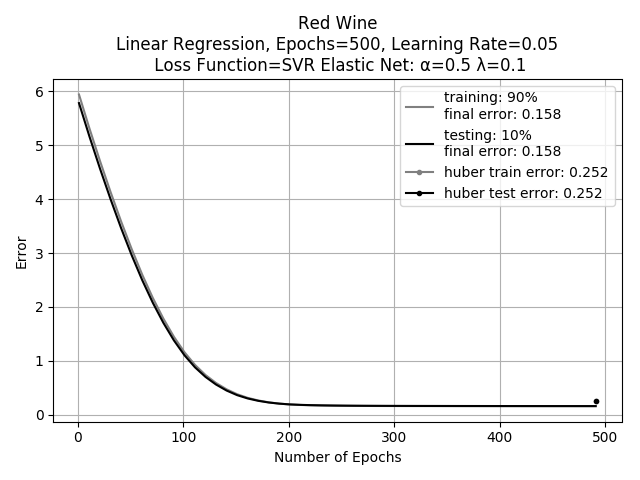 Red Wine
Linear Regression, Epochs=500, Learning Rate=0.05
Loss Function=SVR Elastic Net: α=0.5 λ=0.1
training: 90%
final error: 0.158
testing: 10%
final error: 0.158
huber train error: 0.252
huber test error: 0.252
Error
6
5
4
3
2
1
0
0 100 200 300 400 500
Number of Epochs